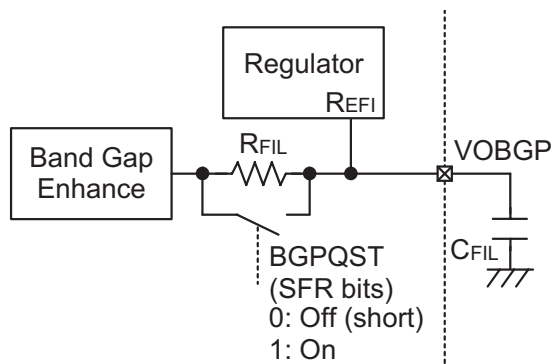 Regulator
REFI
Band Gap
Enhance
RFIL
VOBGP
CFIL
BGPQST
(SFR bits)
0: Off (short)
1: On